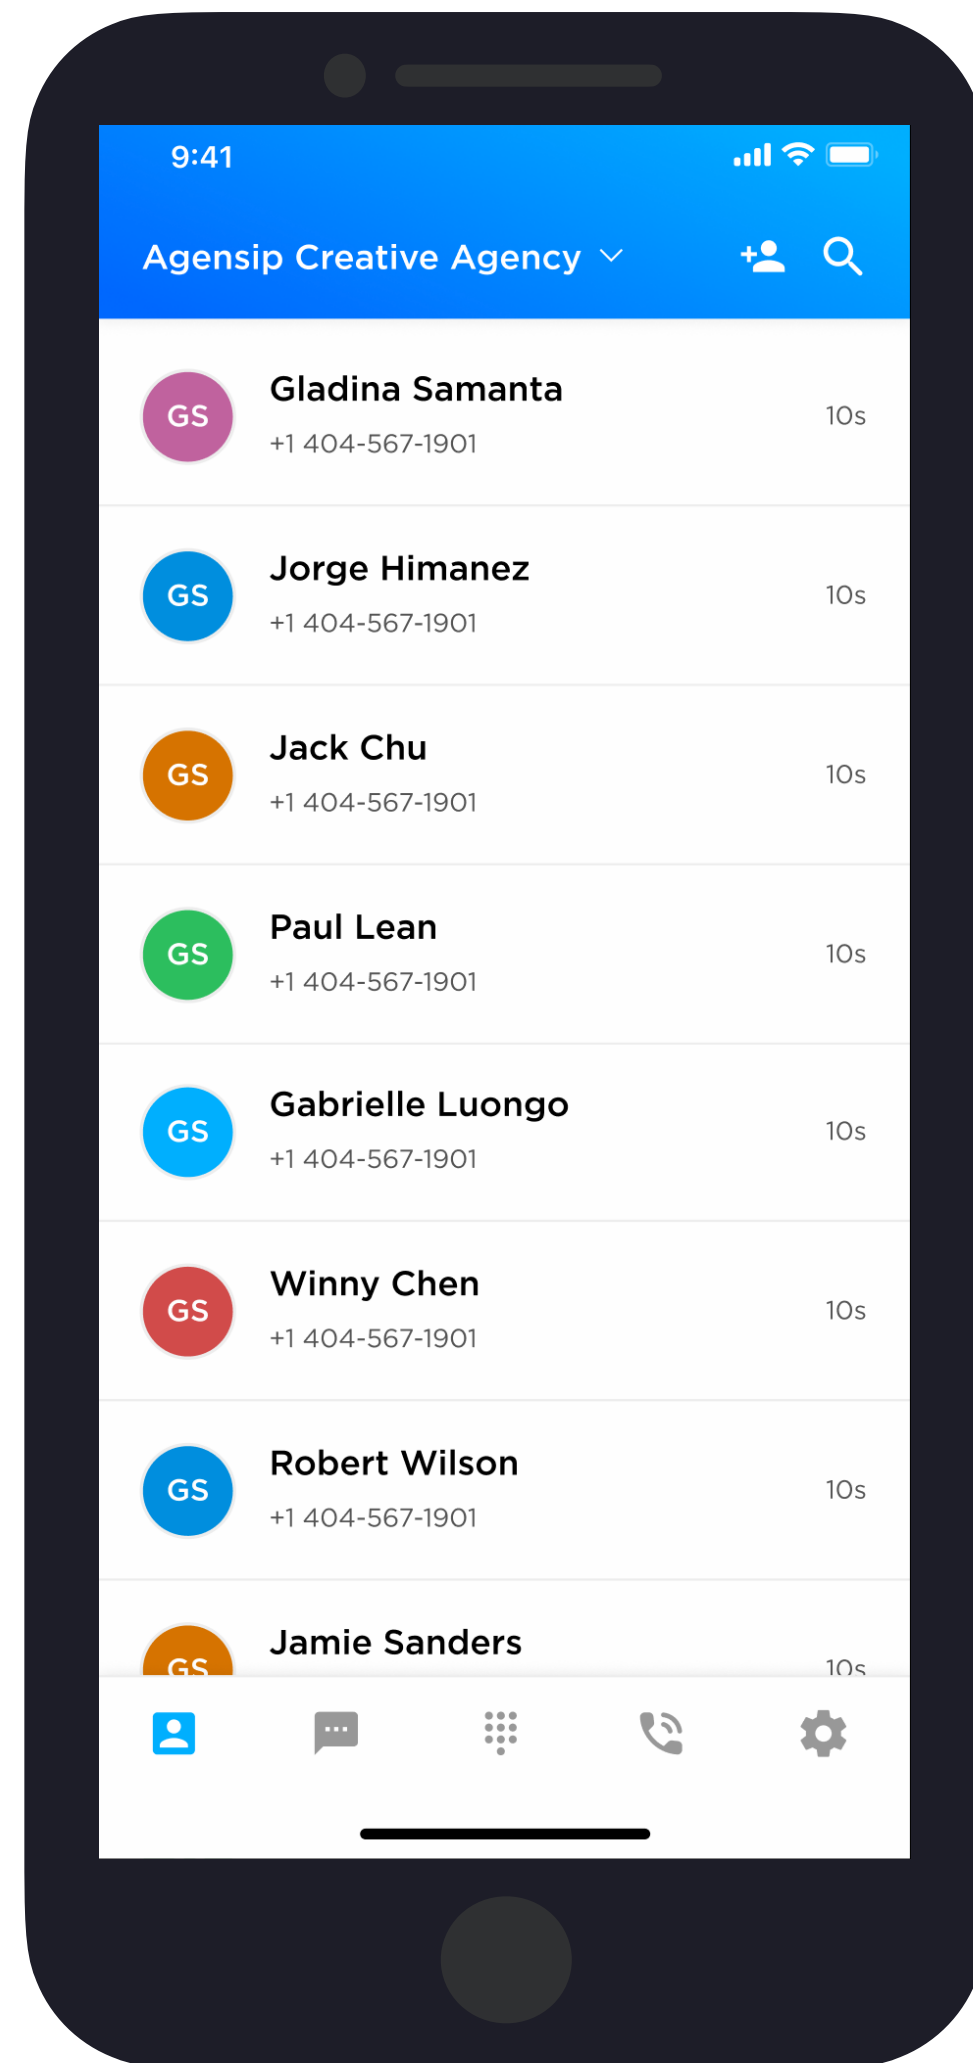 9:41
Agensip Creative Agency
GS
Gladina Samanta
+1 404-567-1901
10s
GS
Jorge Himanez
+1 404-567-1901
10s
GS
Jack Chu
+1 404-567-1901
10s
GS
Paul Lean
+1 404-567-1901
10s
GS
Gabrielle Luongo
+1 404-567-1901
10s
GS
Winny Chen
+1 404-567-1901
10s
GS
Robert Wilson
+1 404-567-1901
10s
GS
Jamie Sanders
10s